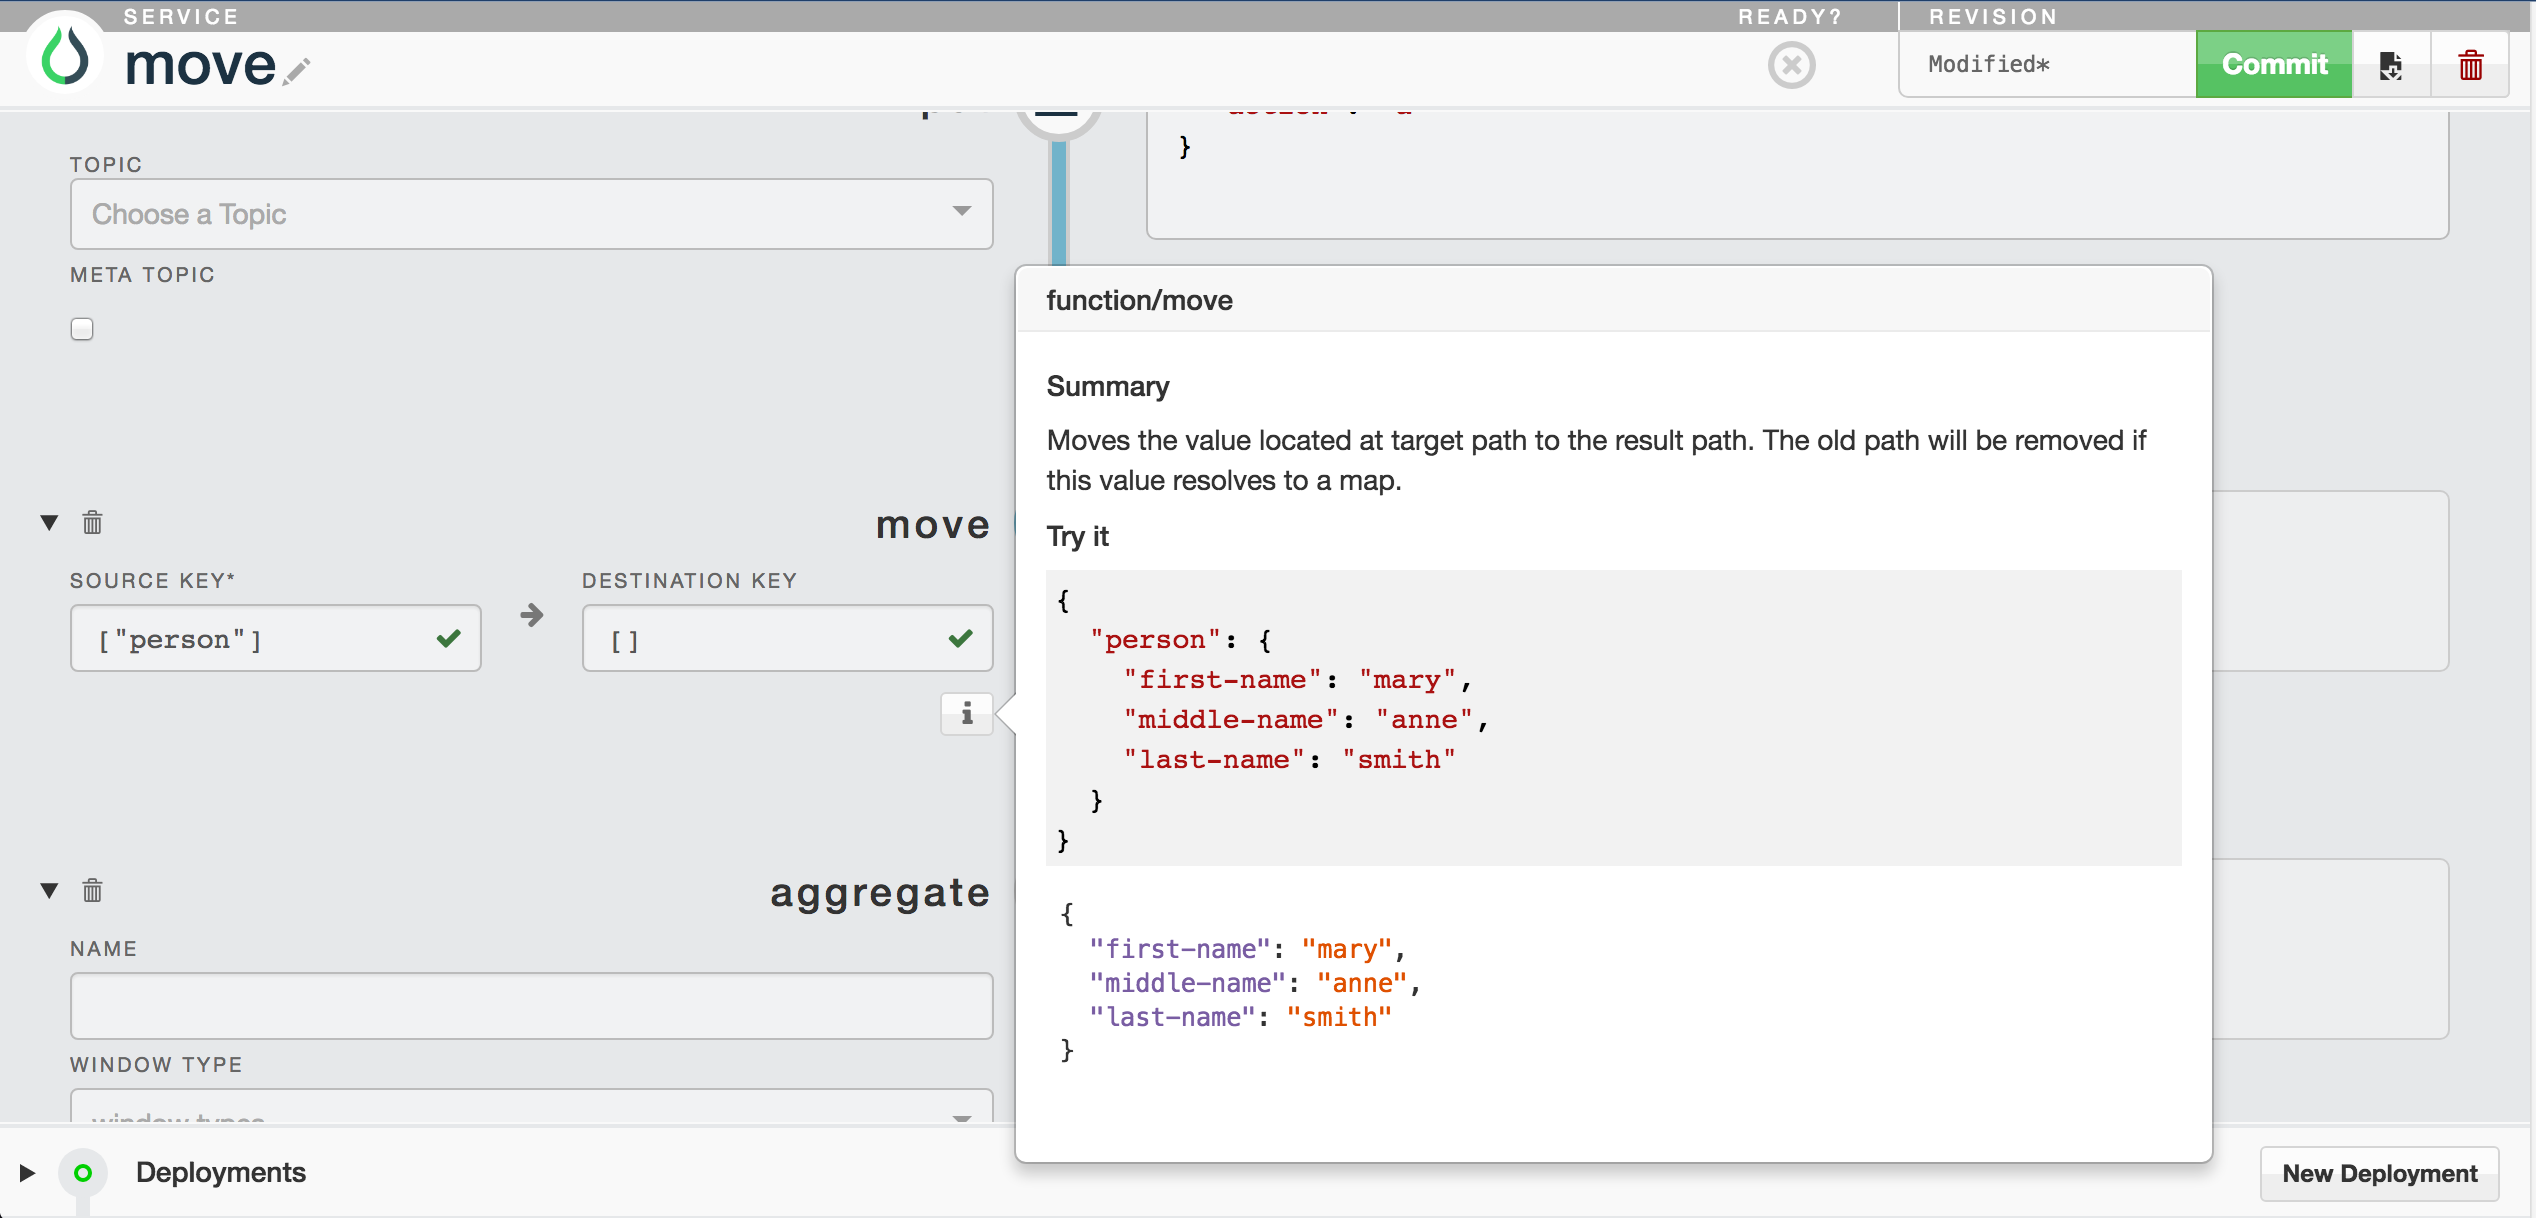 SERVICE
move
READY?
REVISION
Modified*
Commit
}
TOPIC
Choose a Topic
META TOPIC
function/move
Summary
Moves the value located at target path to the result path. The old path will be removed if
this value resolves to a map.
Try it
{
"person": {
"first-name": "mary",
"middle-name": "anne",
"last-name": "smith"
}
}
{
"first-name": "mary",
"middle-name": "anne",
"last-name": "smith"
}
move
SOURCE KEY*
DESTINATION KEY
["person"]
[]
i
aggregate
NAME
WINDOW TYPE
window types
Deployments
New Deployment